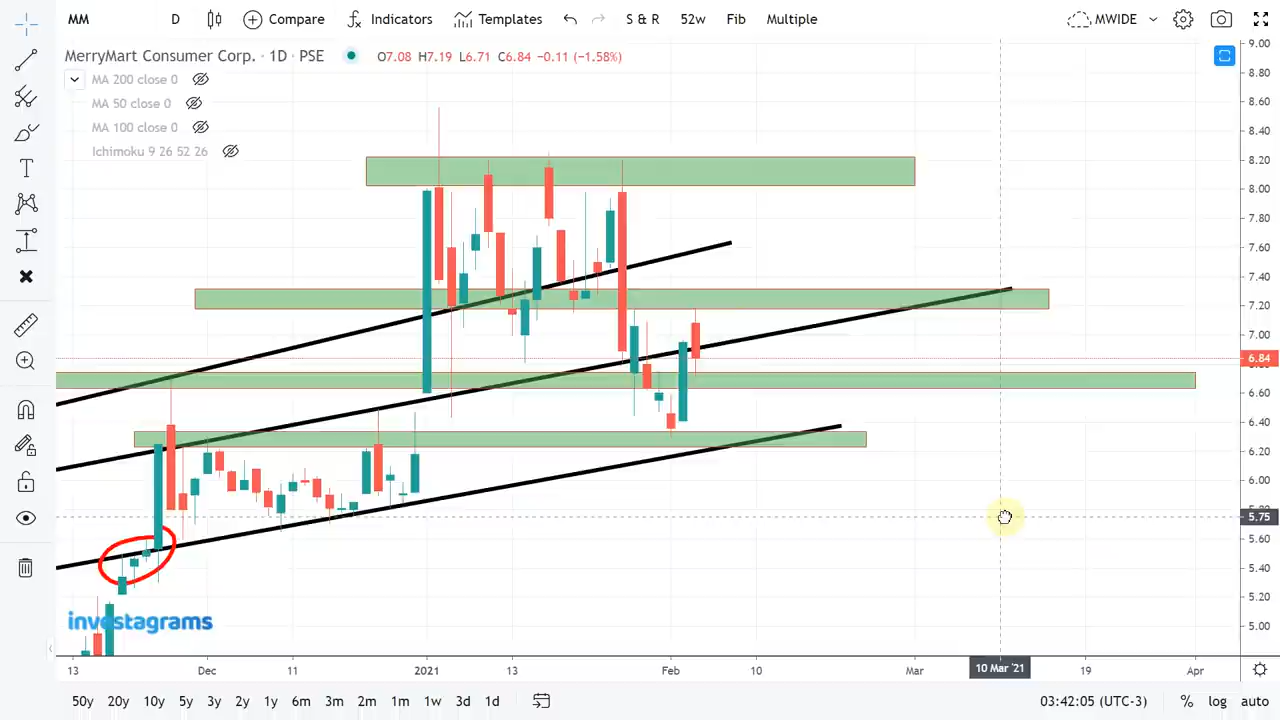 MM D Compare Indicators Templates S & R 52w Fib Multiple MWIDE
MerryMart Consumer Corp. · 1D · PSE O7.08 H7.19 L6.71 C6.84 -0.11 (-1.58%)
MA 200 close 0
MA 50 close 0
MA 100 close 0
Ichimoku 9 26 52 26
9.00
8.80
8.60
8.40
8.20
8.00
7.80
7.60
7.40
7.20
7.00
6.84
6.60
6.40
6.20
6.00
5.75
5.60
5.40
5.20
5.00
investagrams
13 Dec 11 2021 13 Feb 10 Mar 10 Mar '21 19 Apr
50y 20y 10y 5y 3y 2y 1y 6m 3m 2m 1m 1w 3d 1d 03:42:05 (UTC-3) % log auto